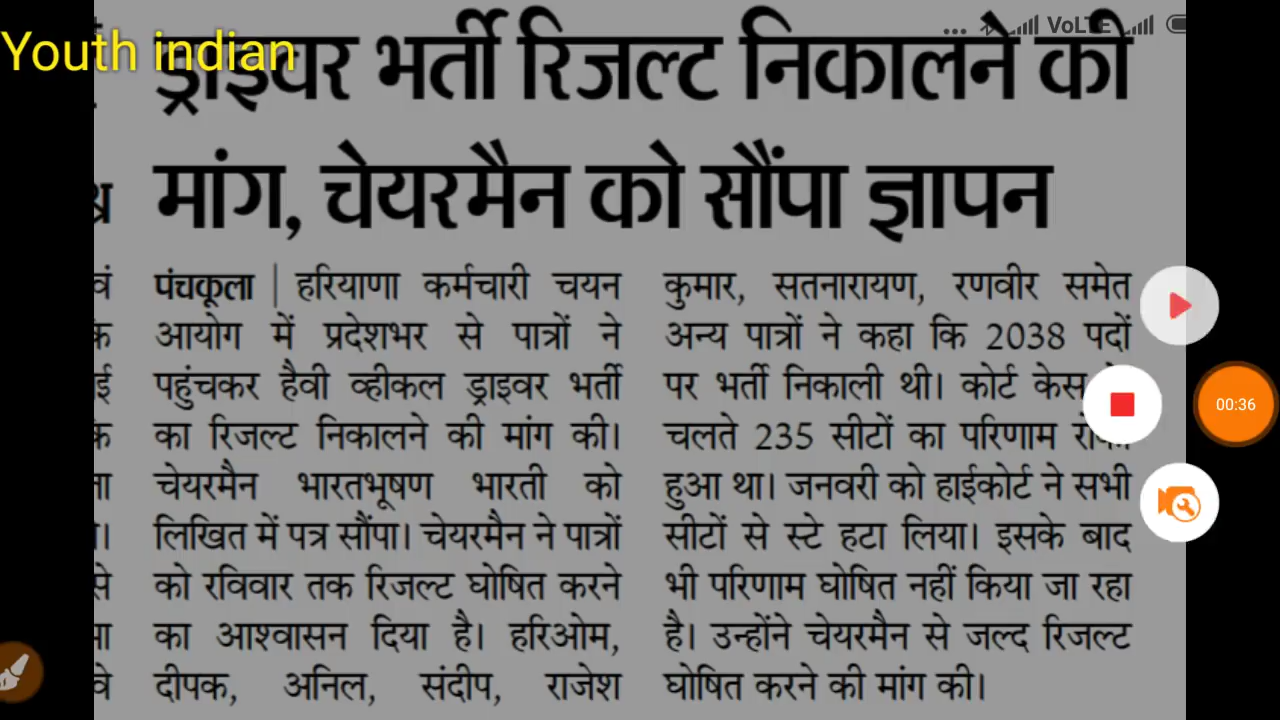 Youth indian
VoLTE
ड्राइवर भर्ती रिजल्ट निकालने की
मांग, चेयरमैन को सौंपा ज्ञापन
पंचकूला | हरियाणा कर्मचारी चयन
आयोग में प्रदेशभर से पात्रों ने
पहुंचकर हैवी व्हीकल ड्राइवर भर्ती
का रिजल्ट निकालने की मांग की।
चेयरमैन भारतभूषण भारती को
लिखित में पत्र सौंपा। चेयरमैन ने पात्रों
को रविवार तक रिजल्ट घोषित करने
का आश्वासन दिया है। हरिओम,
दीपक, अनिल, संदीप, राजेश
कुमार, सतनारायण, रणवीर समेत
अन्य पात्रों ने कहा कि 2038 पदों
पर भर्ती निकाली थी। कोर्ट केस
चलते 235 सीटों का परिणाम
हुआ था। जनवरी को हाईकोर्ट ने सभी
सीटों से स्टे हटा लिया। इसके बाद
भी परिणाम घोषित नहीं किया जा रहा
है। उन्होंने चेयरमैन से जल्द रिजल्ट
घोषित करने की मांग की।
00:36